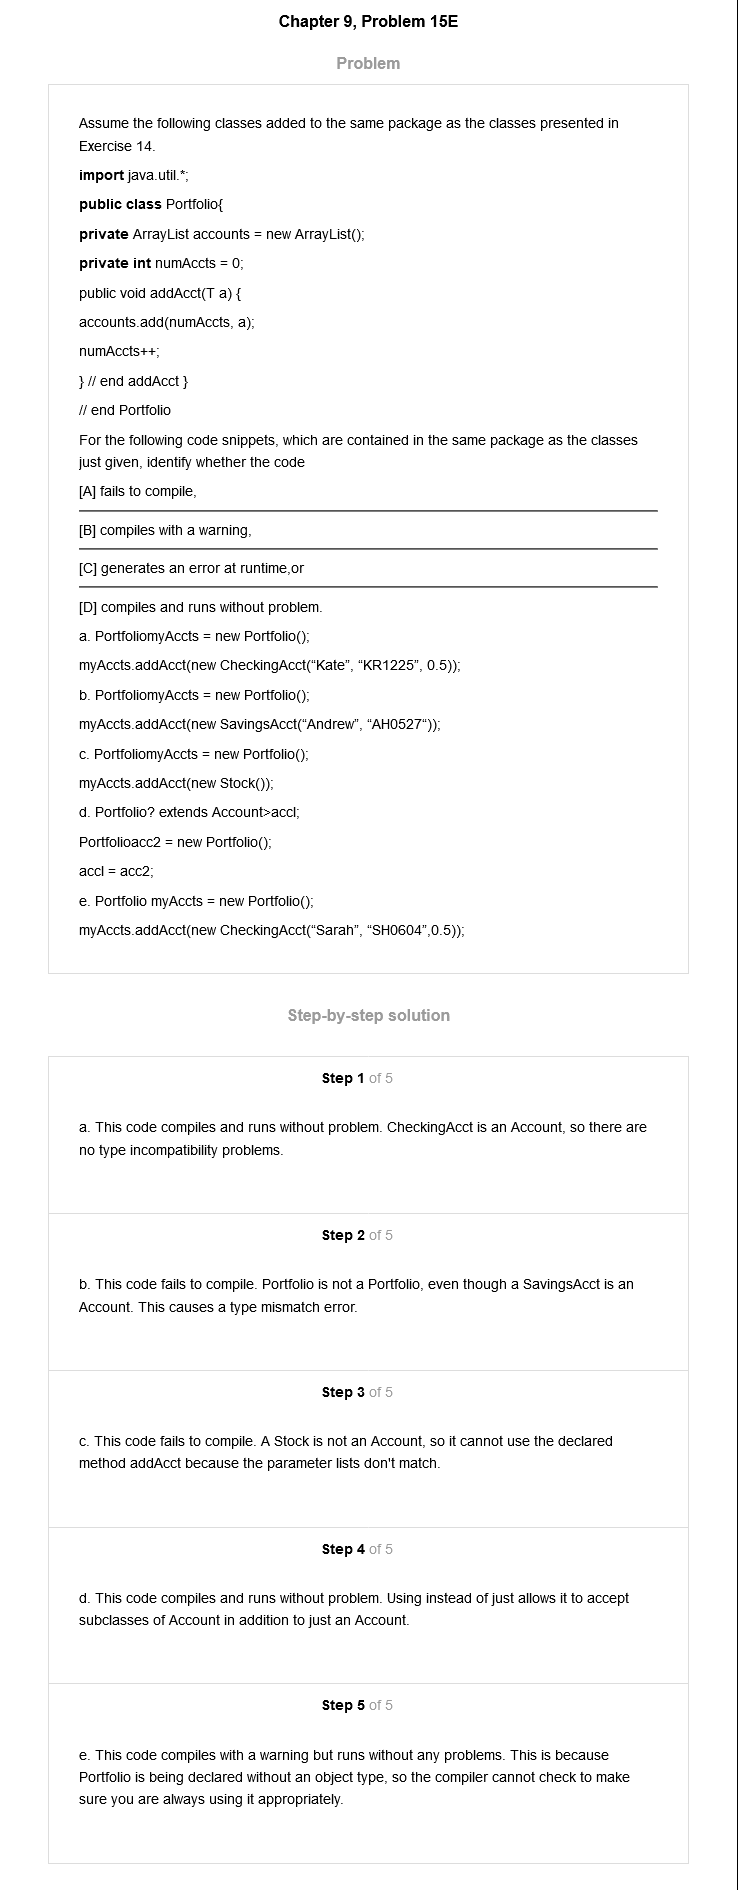 Chapter 9, Problem 15E
Problem
Assume the following classes added to the same package as the classes presented in
Exercise 14.
import java.util.*;
public class Portfolio{
private ArrayList accounts = new ArrayList();
private int numAccts = 0;
public void addAcct(T a) {
accounts.add(numAccts, a);
numAccts++;
} // end addAcct }
// end Portfolio
For the following code snippets, which are contained in the same package as the classes
just given, identify whether the code
[A] fails to compile,
[B] compiles with a warning,
[C] generates an error at runtime,or
[D] compiles and runs without problem.
a. PortfoliomyAccts = new Portfolio();
myAccts.addAcct(new CheckingAcct(“Kate”, “KR1225”, 0.5));
b. PortfoliomyAccts = new Portfolio();
myAccts.addAcct(new SavingsAcct(“Andrew”, “AH0527“));
c. PortfoliomyAccts = new Portfolio();
myAccts.addAcct(new Stock());
d. Portfolio? extends Account>accl;
Portfolioacc2 = new Portfolio();
accl = acc2;
e. Portfolio myAccts = new Portfolio();
myAccts.addAcct(new CheckingAcct(“Sarah”, “SH0604”,0.5));
Step-by-step solution
Step 1 of 5
a. This code compiles and runs without problem. CheckingAcct is an Account, so there are
no type incompatibility problems.
Step 2 of 5
b. This code fails to compile. Portfolio is not a Portfolio, even though a SavingsAcct is an
Account. This causes a type mismatch error.
Step 3 of 5
c. This code fails to compile. A Stock is not an Account, so it cannot use the declared
method addAcct because the parameter lists don't match.
Step 4 of 5
d. This code compiles and runs without problem. Using instead of just allows it to accept
subclasses of Account in addition to just an Account.
Step 5 of 5
e. This code compiles with a warning but runs without any problems. This is because
Portfolio is being declared without an object type, so the compiler cannot check to make
sure you are always using it appropriately.